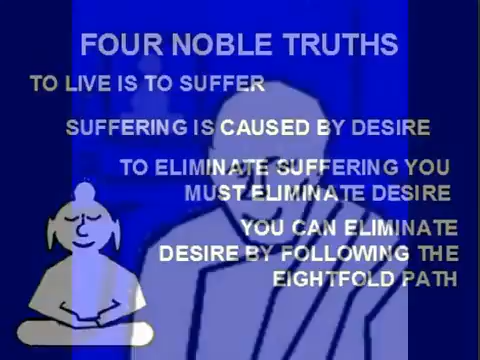 FOUR NOBLE TRUTHS
TO LIVE IS TO SUFFER
SUFFERING IS CAUSED BY DESIRE
TO ELIMINATE SUFFERING YOU
MUST ELIMINATE DESIRE
YOU CAN ELIMINATE
DESIRE BY FOLLOWING THE
EIGHTFOLD PATH